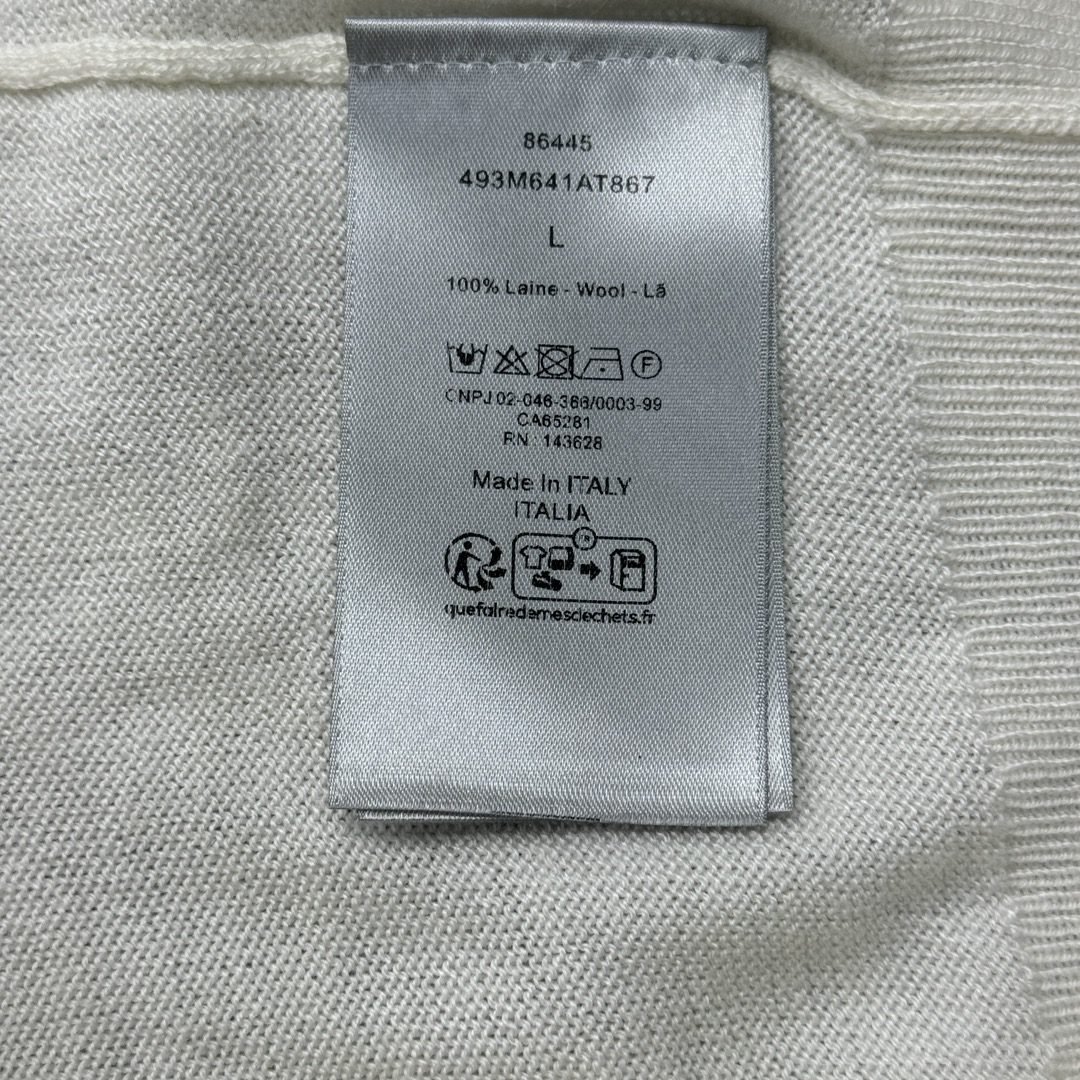 86445
493M641AT867
L
100% Laine - Wool - Lã
F
CNPJ 02-046-366/0003-99
CA65281
RN : 143628
Made In ITALY
ITALIA
quefairedemesdechets.fr